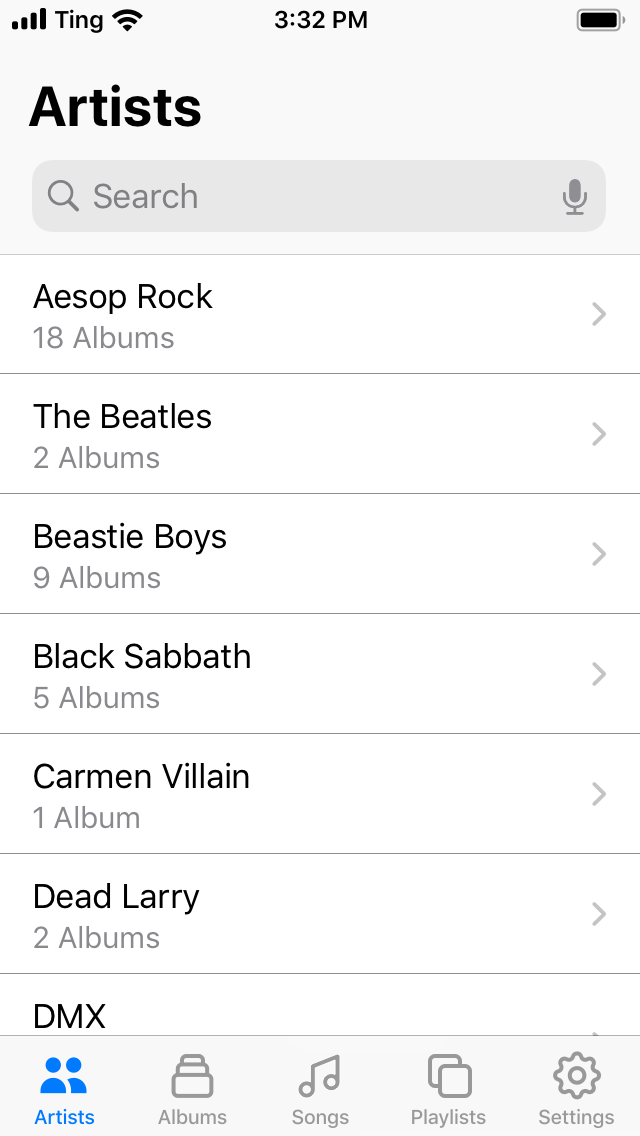 Ting 3:32 PM
Artists
Search
Aesop Rock
18 Albums
The Beatles
2 Albums
Beastie Boys
9 Albums
Black Sabbath
5 Albums
Carmen Villain
1 Album
Dead Larry
2 Albums
DMX
Artists Albums Songs Playlists Settings